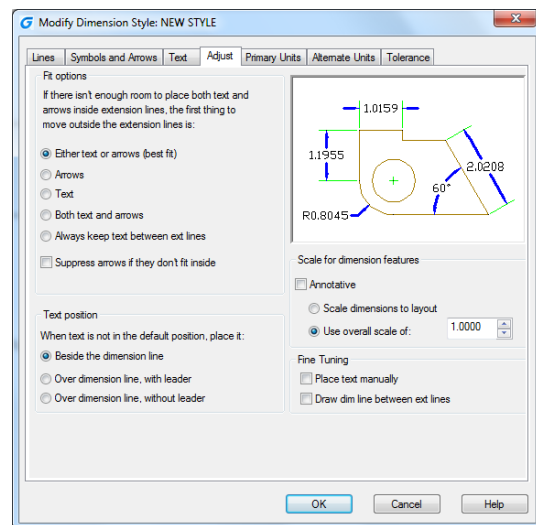 Modify Dimension Style: NEW STYLE
Lines Symbols and Arrows Text Adjust Primary Units Alternate Units Tolerance
Fit options
If there isn't enough room to place both text and
arrows inside extension lines, the first thing to
move outside the extension lines is:
Either text or arrows (best fit)
Arrows
Text
Both text and arrows
Always keep text between ext lines
Suppress arrows if they don't fit inside
Text position
When text is not in the default position, place it:
Beside the dimension line
Over dimension line, with leader
Over dimension line, without leader
1.0159
1.1955
2.0208
60°
R0.8045
Scale for dimension features
Annotative
Scale dimensions to layout
Use overall scale of: 1.0000
Fine Tuning
Place text manually
Draw dim line between ext lines
OK Cancel Help